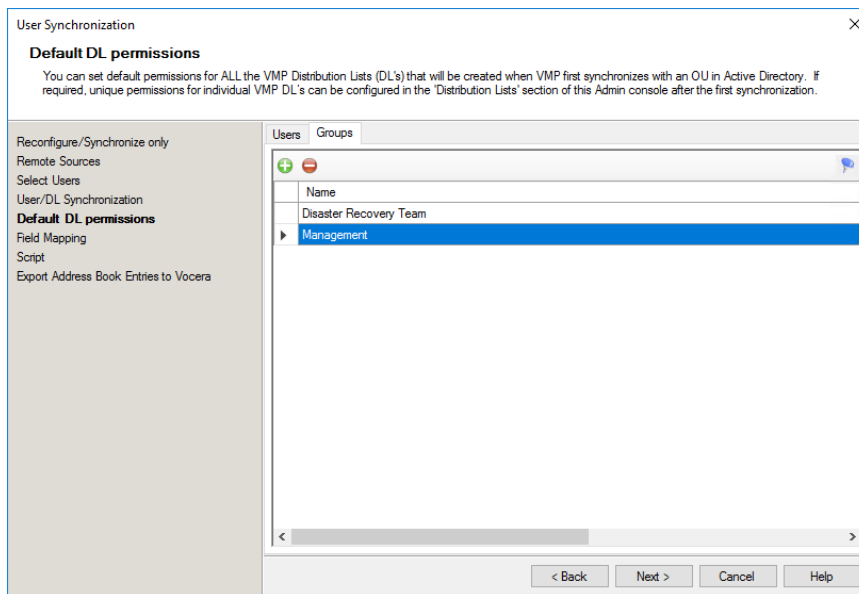 User Synchronization
Default DL permissions
You can set default permissions for ALL the VMP Distribution Lists (DL's) that will be created when VMP first synchronizes with an OU in Active Directory. If
required, unique permissions for individual VMP DL's can be configured in the 'Distribution Lists' section of this Admin console after the first synchronization.
Reconfigure/Synchronize only
Remote Sources
Select Users
User/DL Synchronization
Default DL permissions
Field Mapping
Script
Export Address Book Entries to Vocera
Users Groups
Name
Disaster Recovery Team
Management
< Back Next > Cancel Help